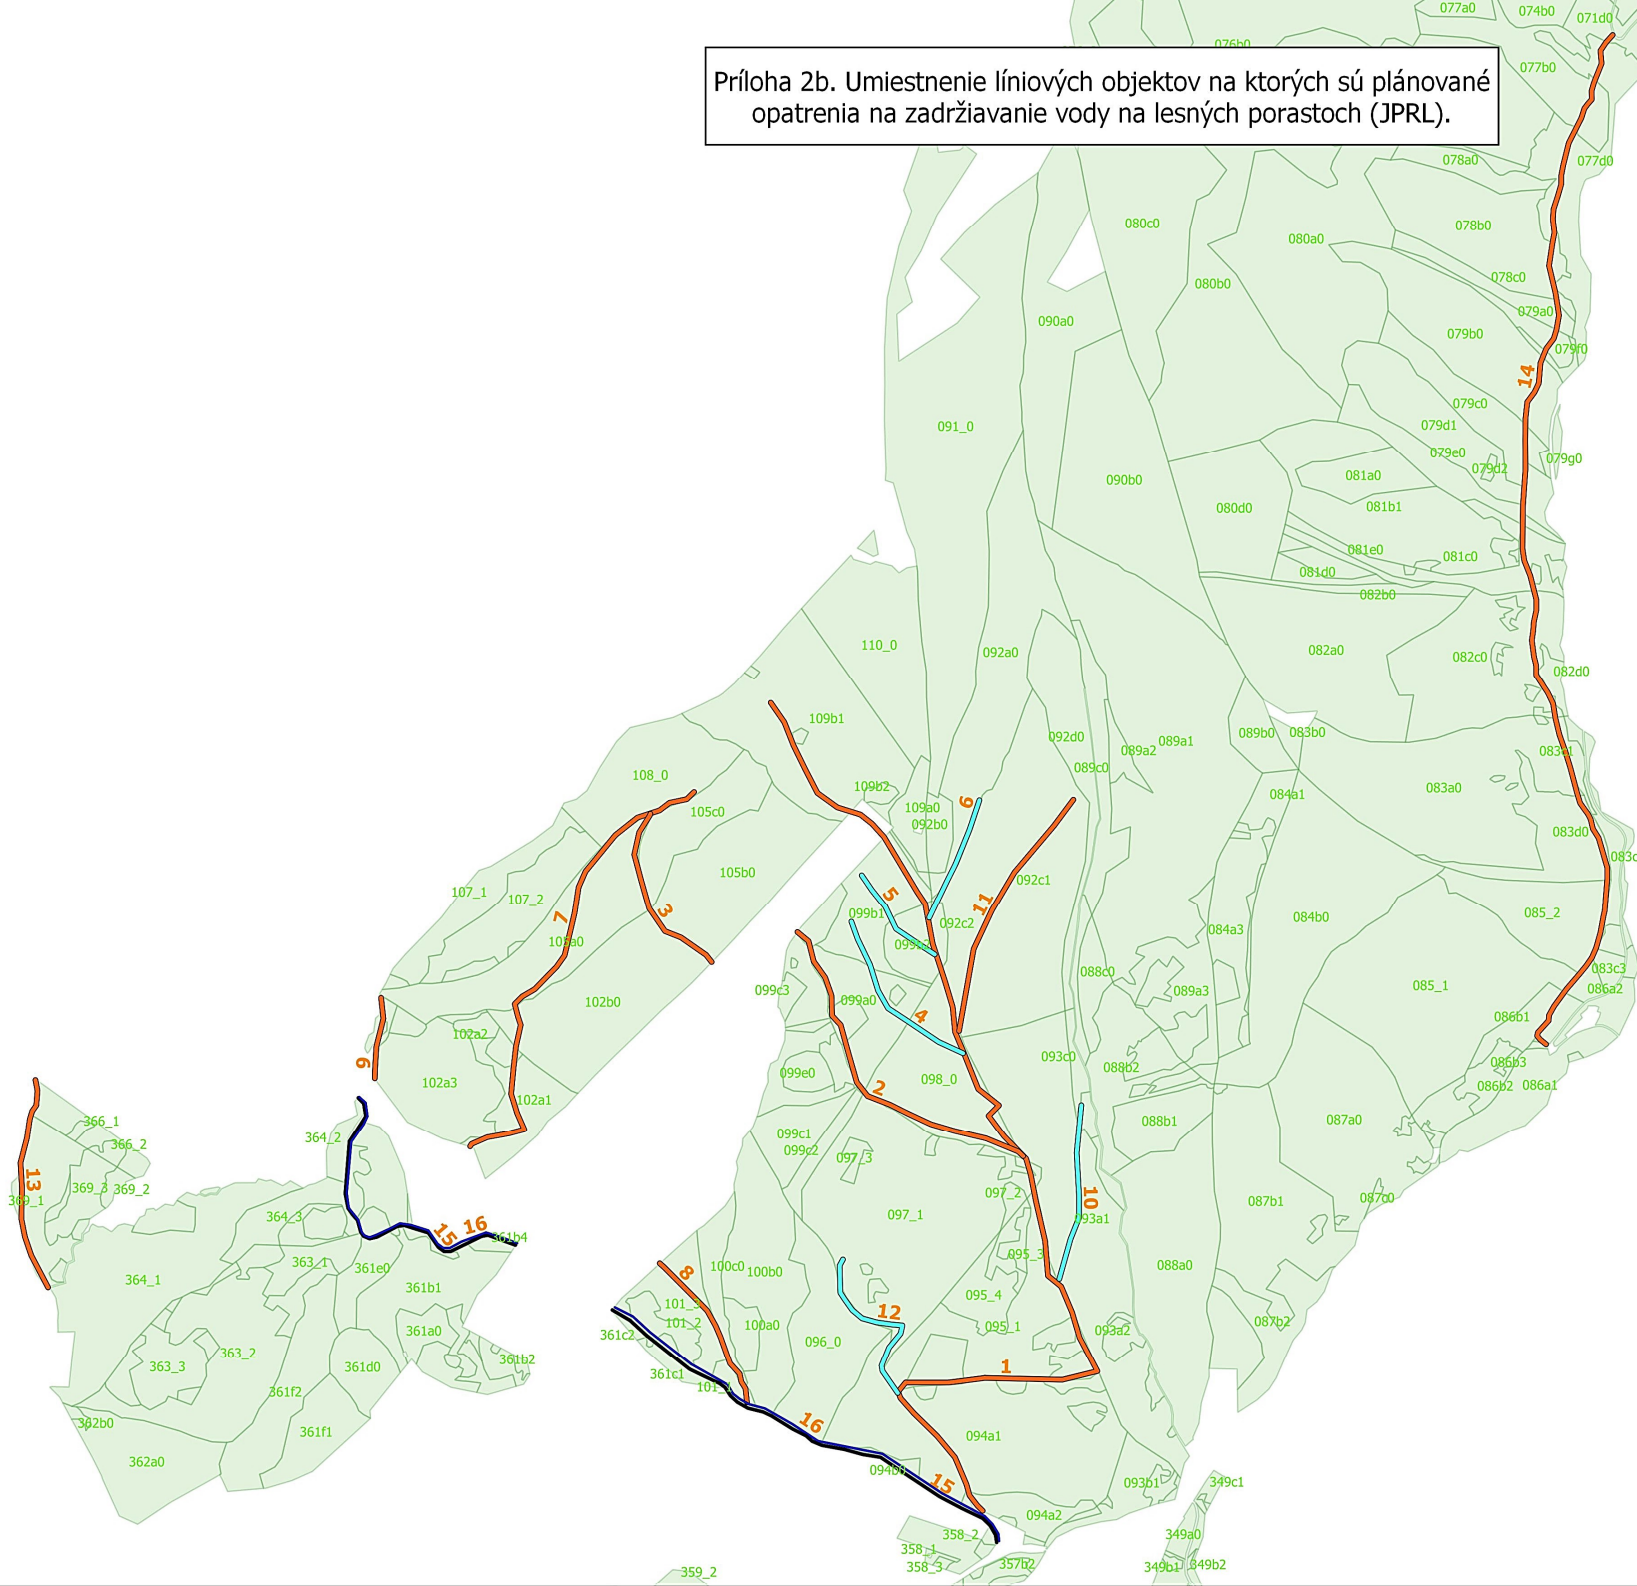 077a0
074b0
071d0
076b0
077b0
Príloha 2b. Umiestnenie líniových objektov na ktorých sú plánované
opatrenia na zadržiavanie vody na lesných porastoch (JPRL).
078a0
077d0
080c0
078b0
080a0
078c0
080b0
079a0
090a0
079b0
079f0
14
079c0
091_0
079d1
079e0
079g0
079d2
081a0
090b0
080d0
081b1
081e0
081c0
081d0
082b0
110_0
092a0
082a0
082c0
082d0
109b1
092d0
089a1
089b0
083b0
089a2
089c0
108_0
109b2
084a1
083a0
9
109a0
105c0
092b0
083d0
105b0
092c1
107_1
107_2
5
11
3
7
099b1
092c2
084b0
085_2
084a3
088c0
083c3
099c3
089a3
085_1
086a2
102b0
099a0
4
086b1
102a2
6
093c0
088b2
086b3
099e0
098_0
102a3
2
086b2
086a1
102a1
366_1
364_2
366_2
099c1
099c2
088b1
087a0
097_3
13
369_3
369_2
369_1
097_2
10
087b1
087c0
364_3
097_1
093a1
15
16
361b4
363_1
361e0
095_3
088a0
364_1
361b1
8
100c0
100b0
095_4
101_2
12
087b2
361a0
361c2
100a0
096_0
095_1
093a2
363_2
363_3
361d0
361b2
361c1
1
361f2
362b0
16
361f1
094a1
362a0
15
093b1
349c1
094a2
358_2
349a0
358_1
358_3
357b2
349b1
349b2
359_2